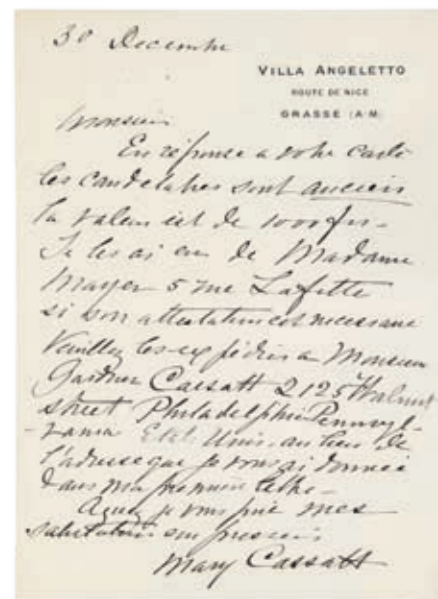 30 Decembre
VILLA ANGELETTO
ROUTE DE NICE
GRASSE (A·M)
Monsieur
En réponse a votre carte
les candelabres sont anciens
la valeur est de 1000 frs-
Je les ai eu de Madame
Mayer 5 rue Lafette
si son attestation est necessaire
Veuillez les expédier a Monsieur
Gardner Cassatt 2125 Walnut
street Philadelphie Pennsyl-
-vania Etats Unis au lieu de
l'adresse que je vous ai donnée
dans ma premiere lettre-
Agréez je vous prie mes
salutations empressées
Mary Cassatt